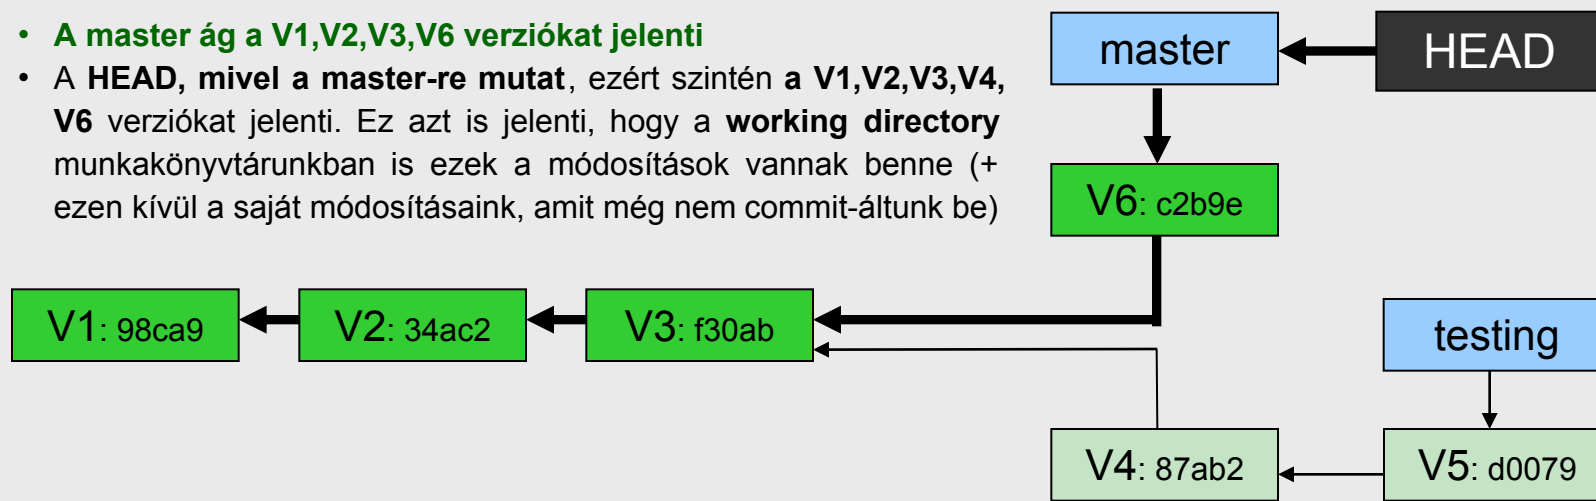 • A master ág a V1,V2,V3,V6 verziókat jelenti
• A HEAD, mivel a master-re mutat, ezért szintén a V1,V2,V3,V4,
V6 verziókat jelenti. Ez azt is jelenti, hogy a working directory
munkakönyvtárunkban is ezek a módosítások vannak benne (+
ezen kívül a saját módosításaink, amit még nem commit-áltunk be)
master
HEAD
V6: c2b9e
V1: 98ca9
V2: 34ac2
V3: f30ab
testing
V4: 87ab2
V5: d0079